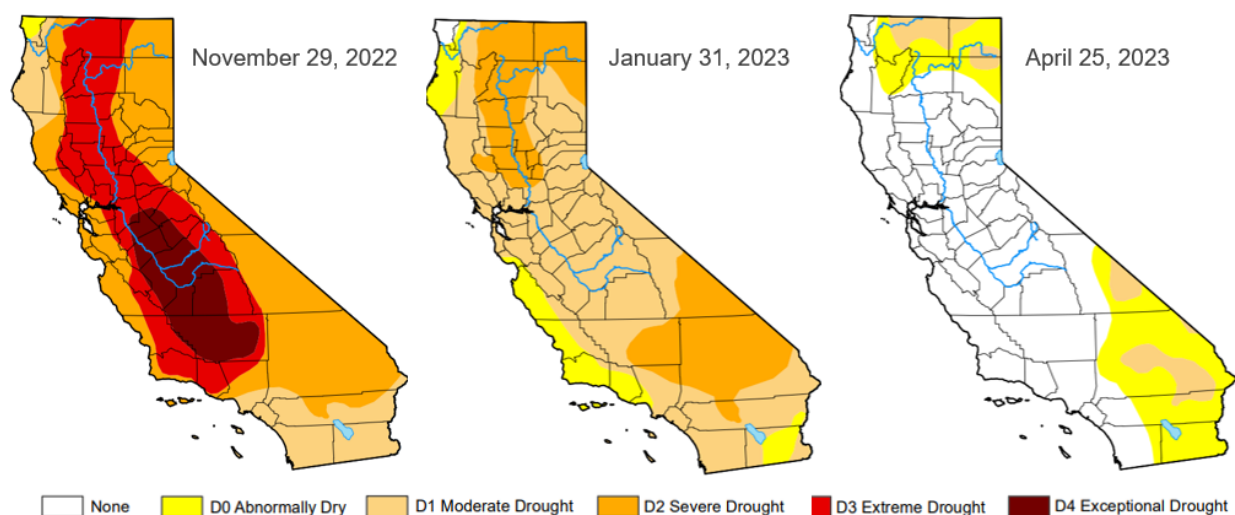 November 29, 2022
January 31, 2023
April 25, 2023
None
D0 Abnormally Dry
D1 Moderate Drought
D2 Severe Drought
D3 Extreme Drought
D4 Exceptional Drought